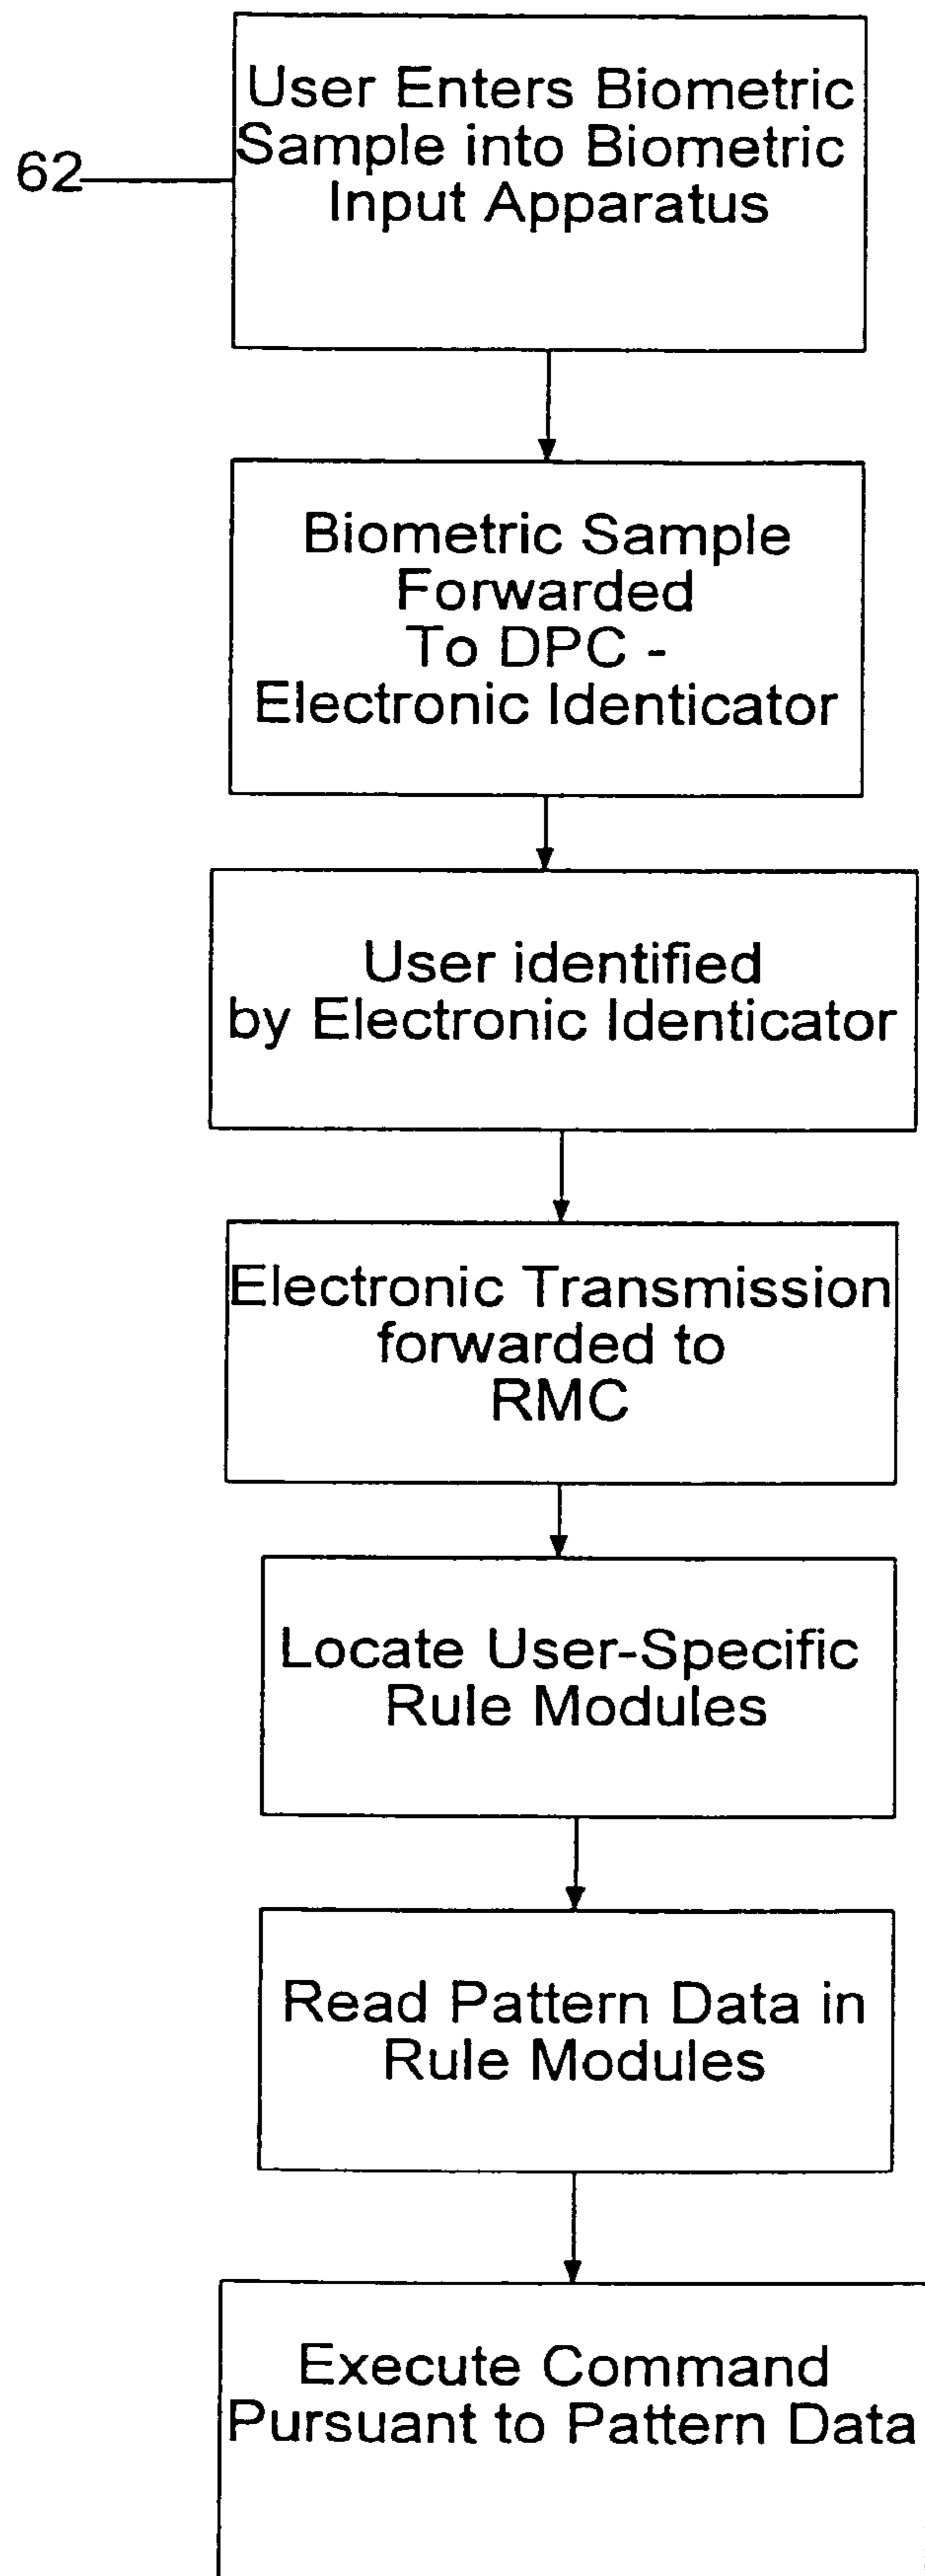 User Enters Biometric
Sample into Biometric
Input Apparatus
62
Biometric Sample
Forwarded
To DPC -
Electronic Identicator
User identified
by Electronic Identicator
Electronic Transmission
forwarded to
RMC
Locate User-Specific
Rule Modules
Read Pattern Data in
Rule Modules
Execute Command
Pursuant to Pattern Data